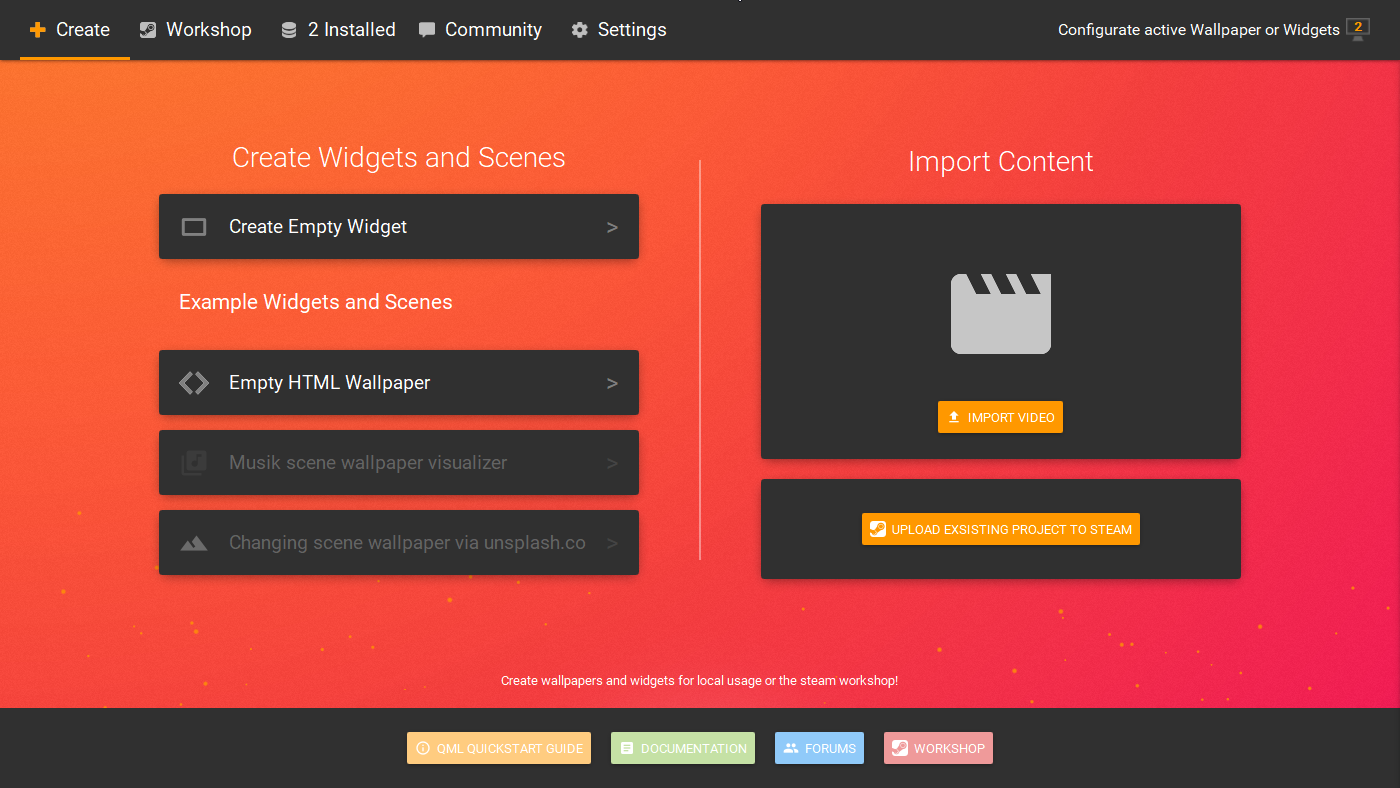 Create
Workshop
2 Installed
Community
Settings
Configurate active Wallpaper or Widgets
2
Create Widgets and Scenes
Create Empty Widget >
Example Widgets and Scenes
Empty HTML Wallpaper >
Musik scene wallpaper visualizer >
Changing scene wallpaper via unsplash.co >
Import Content
IMPORT VIDEO
UPLOAD EXSISTING PROJECT TO STEAM
Create wallpapers and widgets for local usage or the steam workshop!
QML QUICKSTART GUIDE
DOCUMENTATION
FORUMS
WORKSHOP